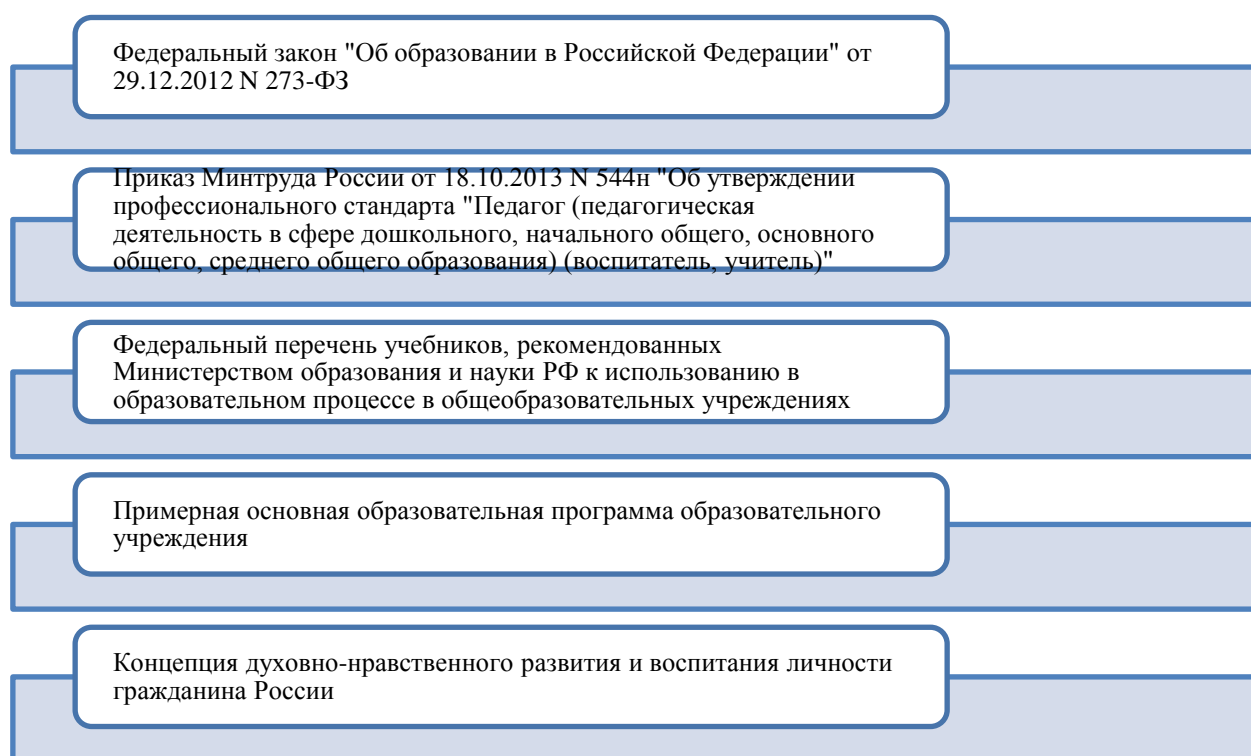 Федеральный закон "Об образовании в Российской Федерации" от
29.12.2012 N 273-ФЗ
Приказ Минтруда России от 18.10.2013 N 544н "Об утверждении
профессионального стандарта "Педагог (педагогическая
деятельность в сфере дошкольного, начального общего, основного
общего, среднего общего образования) (воспитатель, учитель)"
Федеральный перечень учебников, рекомендованных
Министерством образования и науки РФ к использованию в
образовательном процессе в общеобразовательных учреждениях
Примерная основная образовательная программа образовательного
учреждения
Концепция духовно-нравственного развития и воспитания личности
гражданина России